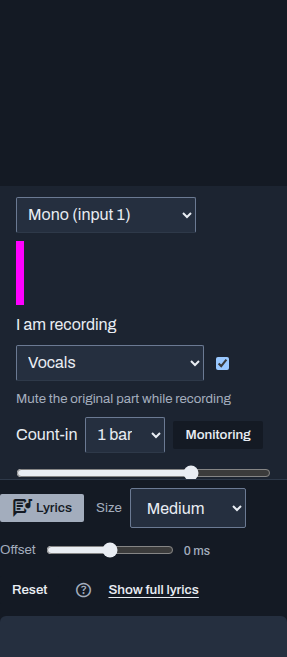 Mono (input 1)
I am recording
Vocals
Mute the original part while recording
Count-in 1 bar Monitoring
Lyrics Size Medium
Offset 0 ms
Reset ? Show full lyrics